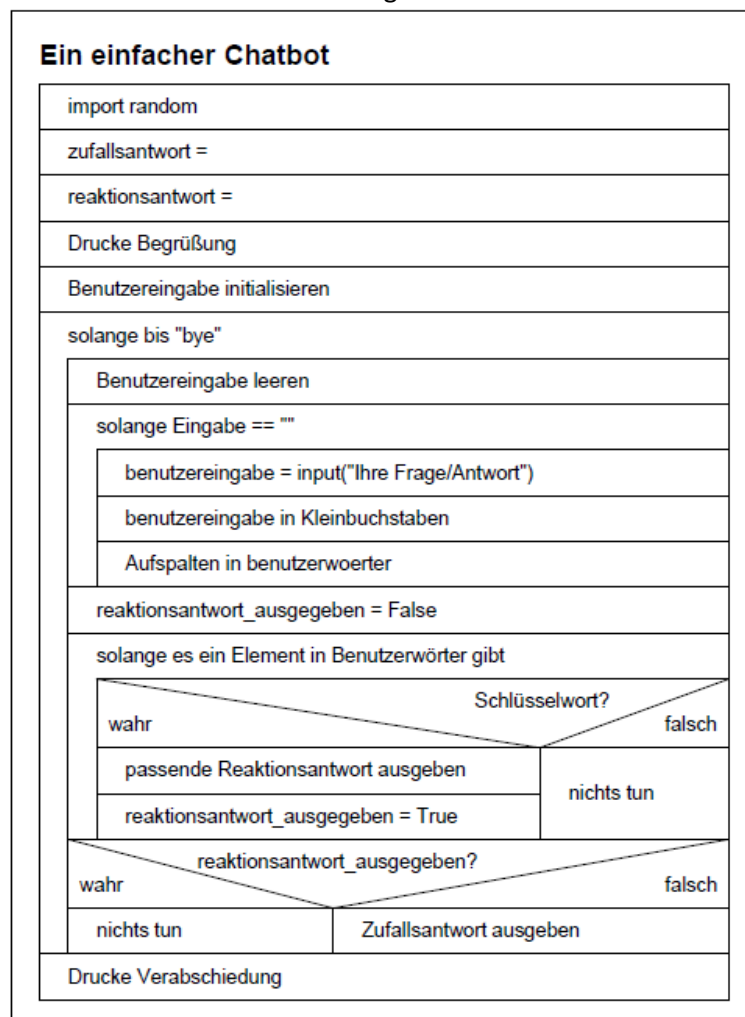 Ein einfacher Chatbot
import random
zufallsantwort =
reaktionsantwort =
Drucke Begrüßung
Benutzereingabe initialisieren
solange bis "bye"
Benutzereingabe leeren
solange Eingabe == ""
benutzereingabe = input("Ihre Frage/Antwort")
benutzereingabe in Kleinbuchstaben
Aufspalten in benutzerwoerter
reaktionsantwort_ausgegeben = False
solange es ein Element in Benutzerwörter gibt
Schlüsselwort?
wahr falsch
passende Reaktionsantwort ausgeben
nichts tun
reaktionsantwort_ausgegeben = True
reaktionsantwort_ausgegeben?
wahr falsch
nichts tun Zufallsantwort ausgeben
Drucke Verabschiedung